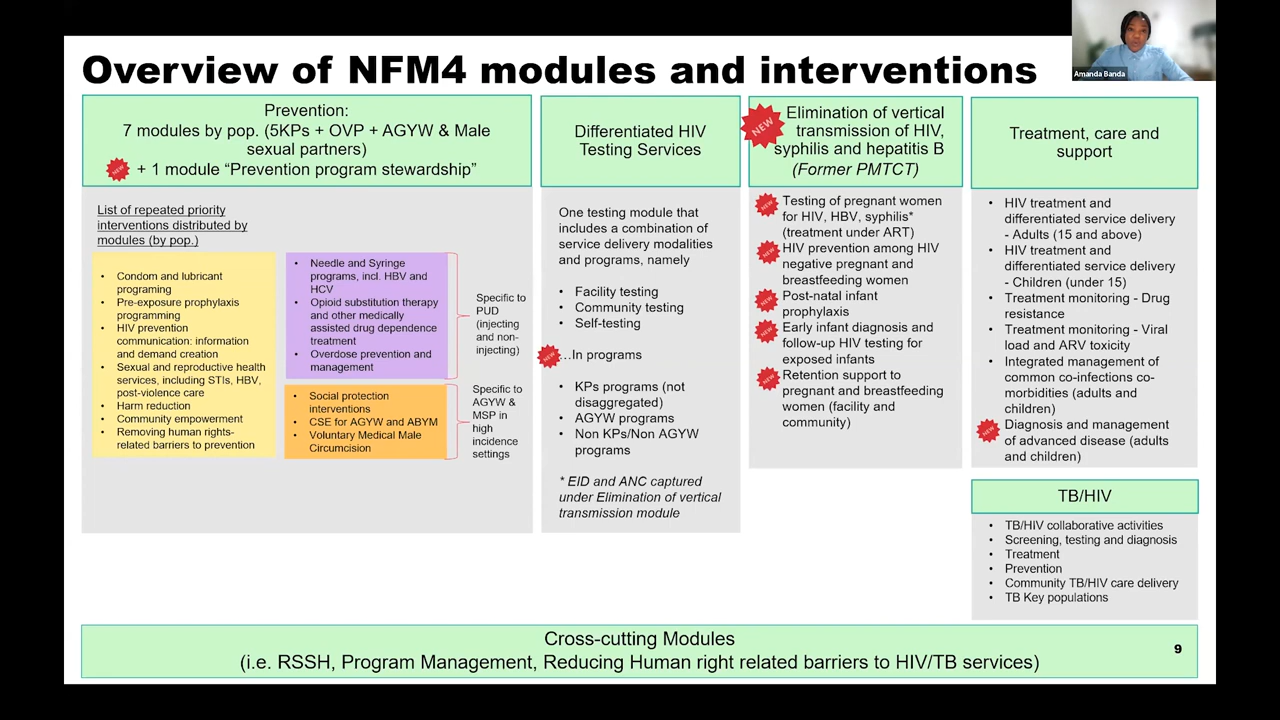 Overview of NFM4 modules and interventions
Amanda Banda
Prevention:
7 modules by pop. (5KPs + OVP + AGYW & Male
sexual partners)
NEW
+ 1 module “Prevention program stewardship”
List of repeated priority
interventions distributed by
modules (by pop.)
• Condom and lubricant
programing
• Pre-exposure prophylaxis
programming
• HIV prevention
communication: information
and demand creation
• Sexual and reproductive health
services, including STIs, HBV,
post-violence care
• Harm reduction
• Community empowerment
• Removing human rights-
related barriers to prevention
• Needle and Syringe
programs, incl. HBV and
HCV
• Opioid substitution therapy
and other medically
assisted drug dependence
treatment
• Overdose prevention and
management
Specific to
PUD
(injecting
and non-
injecting)
• Social protection
interventions
• CSE for AGYW and ABYM
• Voluntary Medical Male
Circumcision
Specific to
AGYW &
MSP in
high
incidence
settings
Differentiated HIV
Testing Services
One testing module that
includes a combination of
service delivery modalities
and programs, namely
• Facility testing
• Community testing
• Self-testing
NEW
…In programs
• KPs programs (not
disaggregated)
• AGYW programs
• Non KPs/Non AGYW
programs
* EID and ANC captured
under Elimination of vertical
transmission module
NEW
Elimination of vertical
transmission of HIV,
syphilis and hepatitis B
(Former PMTCT)
NEW
Testing of pregnant women
for HIV, HBV, syphilis*
(treatment under ART)
NEW
HIV prevention among HIV
negative pregnant and
breastfeeding women
NEW
Post-natal infant
prophylaxis
NEW
Early infant diagnosis and
follow-up HIV testing for
exposed infants
NEW
Retention support to
pregnant and breastfeeding
women (facility and
community)
Treatment, care and
support
• HIV treatment and
differentiated service delivery
- Adults (15 and above)
• HIV treatment and
differentiated service delivery
- Children (under 15)
• Treatment monitoring - Drug
resistance
• Treatment monitoring - Viral
load and ARV toxicity
• Integrated management of
common co-infections co-
morbidities (adults and
children)
NEW
• Diagnosis and management
of advanced disease (adults
and children)
TB/HIV
• TB/HIV collaborative activities
• Screening, testing and diagnosis
• Treatment
• Prevention
• Community TB/HIV care delivery
• TB Key populations
Cross-cutting Modules
(i.e. RSSH, Program Management, Reducing Human right related barriers to HIV/TB services)
9